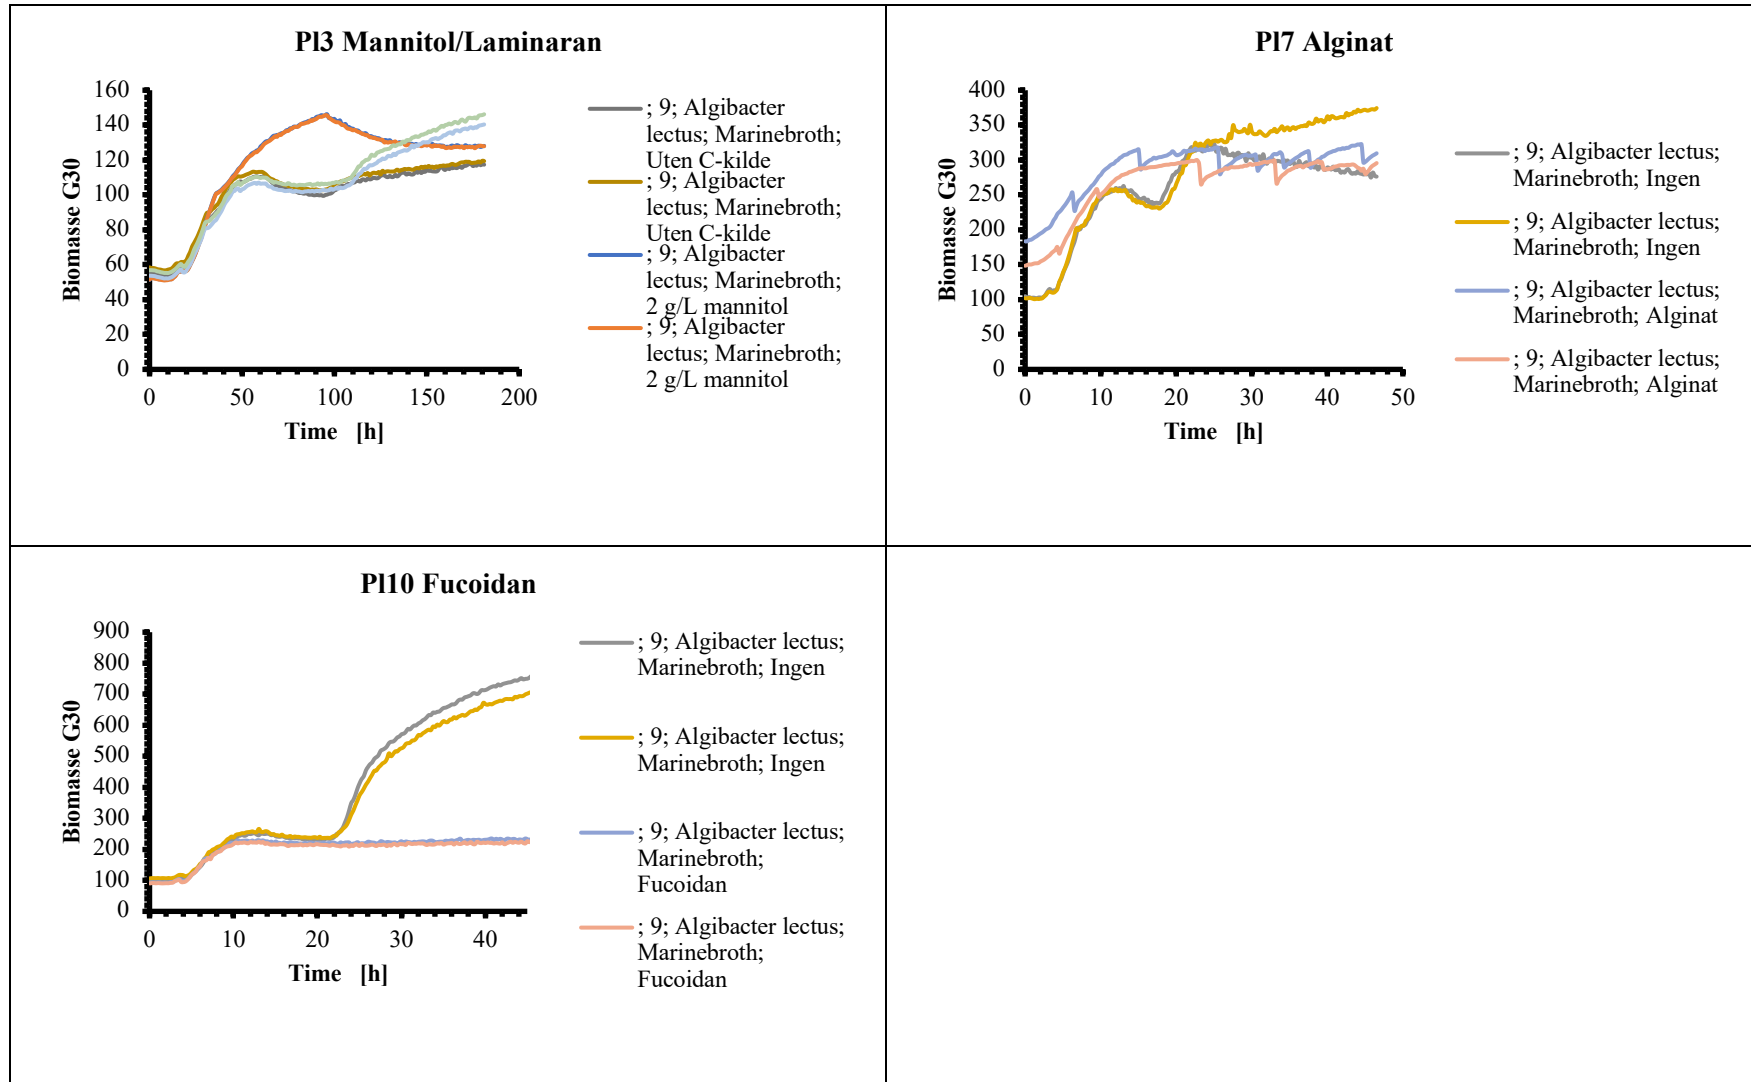 Pl3 Mannitol/Laminaran
160
140
120
100
80
60
40
20
0
0
50
100
150
200
Biomasse G30
Time [h]
; 9; Algibacter
lectus; Marinebroth;
Uten C-kilde
; 9; Algibacter
lectus; Marinebroth;
Uten C-kilde
; 9; Algibacter
lectus; Marinebroth;
2 g/L mannitol
; 9; Algibacter
lectus; Marinebroth;
2 g/L mannitol
Pl7 Alginat
400
350
300
250
200
150
100
50
0
0
10
20
30
40
50
Biomasse G30
Time [h]
; 9; Algibacter lectus;
Marinebroth; Ingen
; 9; Algibacter lectus;
Marinebroth; Ingen
; 9; Algibacter lectus;
Marinebroth; Alginat
; 9; Algibacter lectus;
Marinebroth; Alginat
Pl10 Fucoidan
900
800
700
600
500
400
300
200
100
0
0
10
20
30
40
Biomasse G30
Time [h]
; 9; Algibacter lectus;
Marinebroth; Ingen
; 9; Algibacter lectus;
Marinebroth; Ingen
; 9; Algibacter lectus;
Marinebroth;
Fucoidan
; 9; Algibacter lectus;
Marinebroth;
Fucoidan